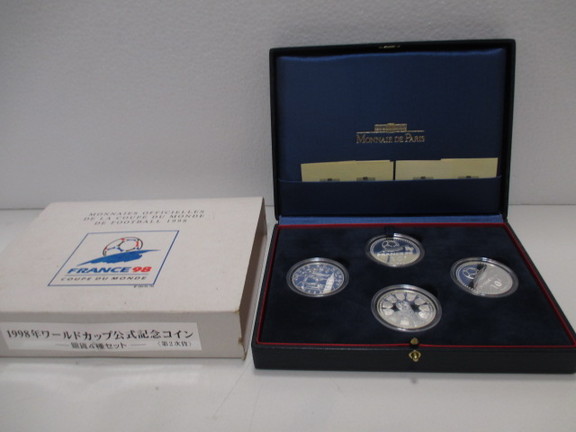 MONNAIES OFFICIELLES
DE LA COUPE DU MONDE
DE FOOTBALL 1998
FRANCE 98
COUPE DU MONDE
1998年ワールドカップ公式記念コイン
銀貨4種セット
(第2次得)
MONNAIE DE PARIS